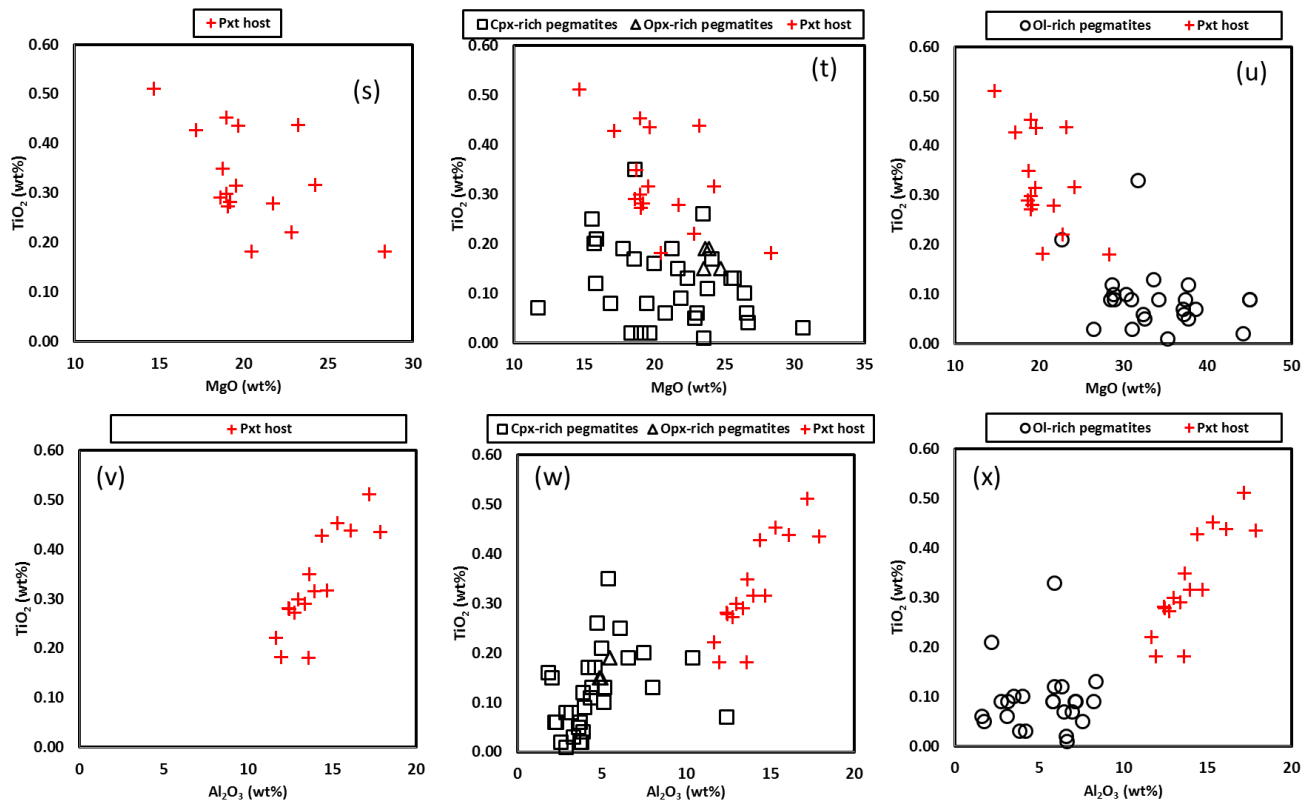 Pxt host
0.60
0.50
0.40
0.30
0.20
0.10
0.00
TiO₂ (wt%)
(s)
10 15 20 25 30
MgO (wt%)
Cpx-rich pegmatites Opx-rich pegmatites Pxt host
0.60
0.50
0.40
0.30
0.20
0.10
0.00
TiO₂ (wt%)
(t)
10 15 20 25 30 35
MgO (wt%)
Ol-rich pegmatites Pxt host
0.60
0.50
0.40
0.30
0.20
0.10
0.00
TiO₂ (wt%)
(u)
10 20 30 40 50
MgO (wt%)
Pxt host
0.60
0.50
0.40
0.30
0.20
0.10
0.00
TiO₂ (wt%)
(v)
0 5 10 15 20
Al₂O₃ (wt%)
Cpx-rich pegmatites Opx-rich pegmatites Pxt host
0.60
0.50
0.40
0.30
0.20
0.10
0.00
TiO₂ (wt%)
(w)
0 5 10 15 20
Al₂O₃ (wt%)
Ol-rich pegmatites Pxt host
0.60
0.50
0.40
0.30
0.20
0.10
0.00
TiO₂ (wt%)
(x)
0 5 10 15 20
Al₂O₃ (wt%)